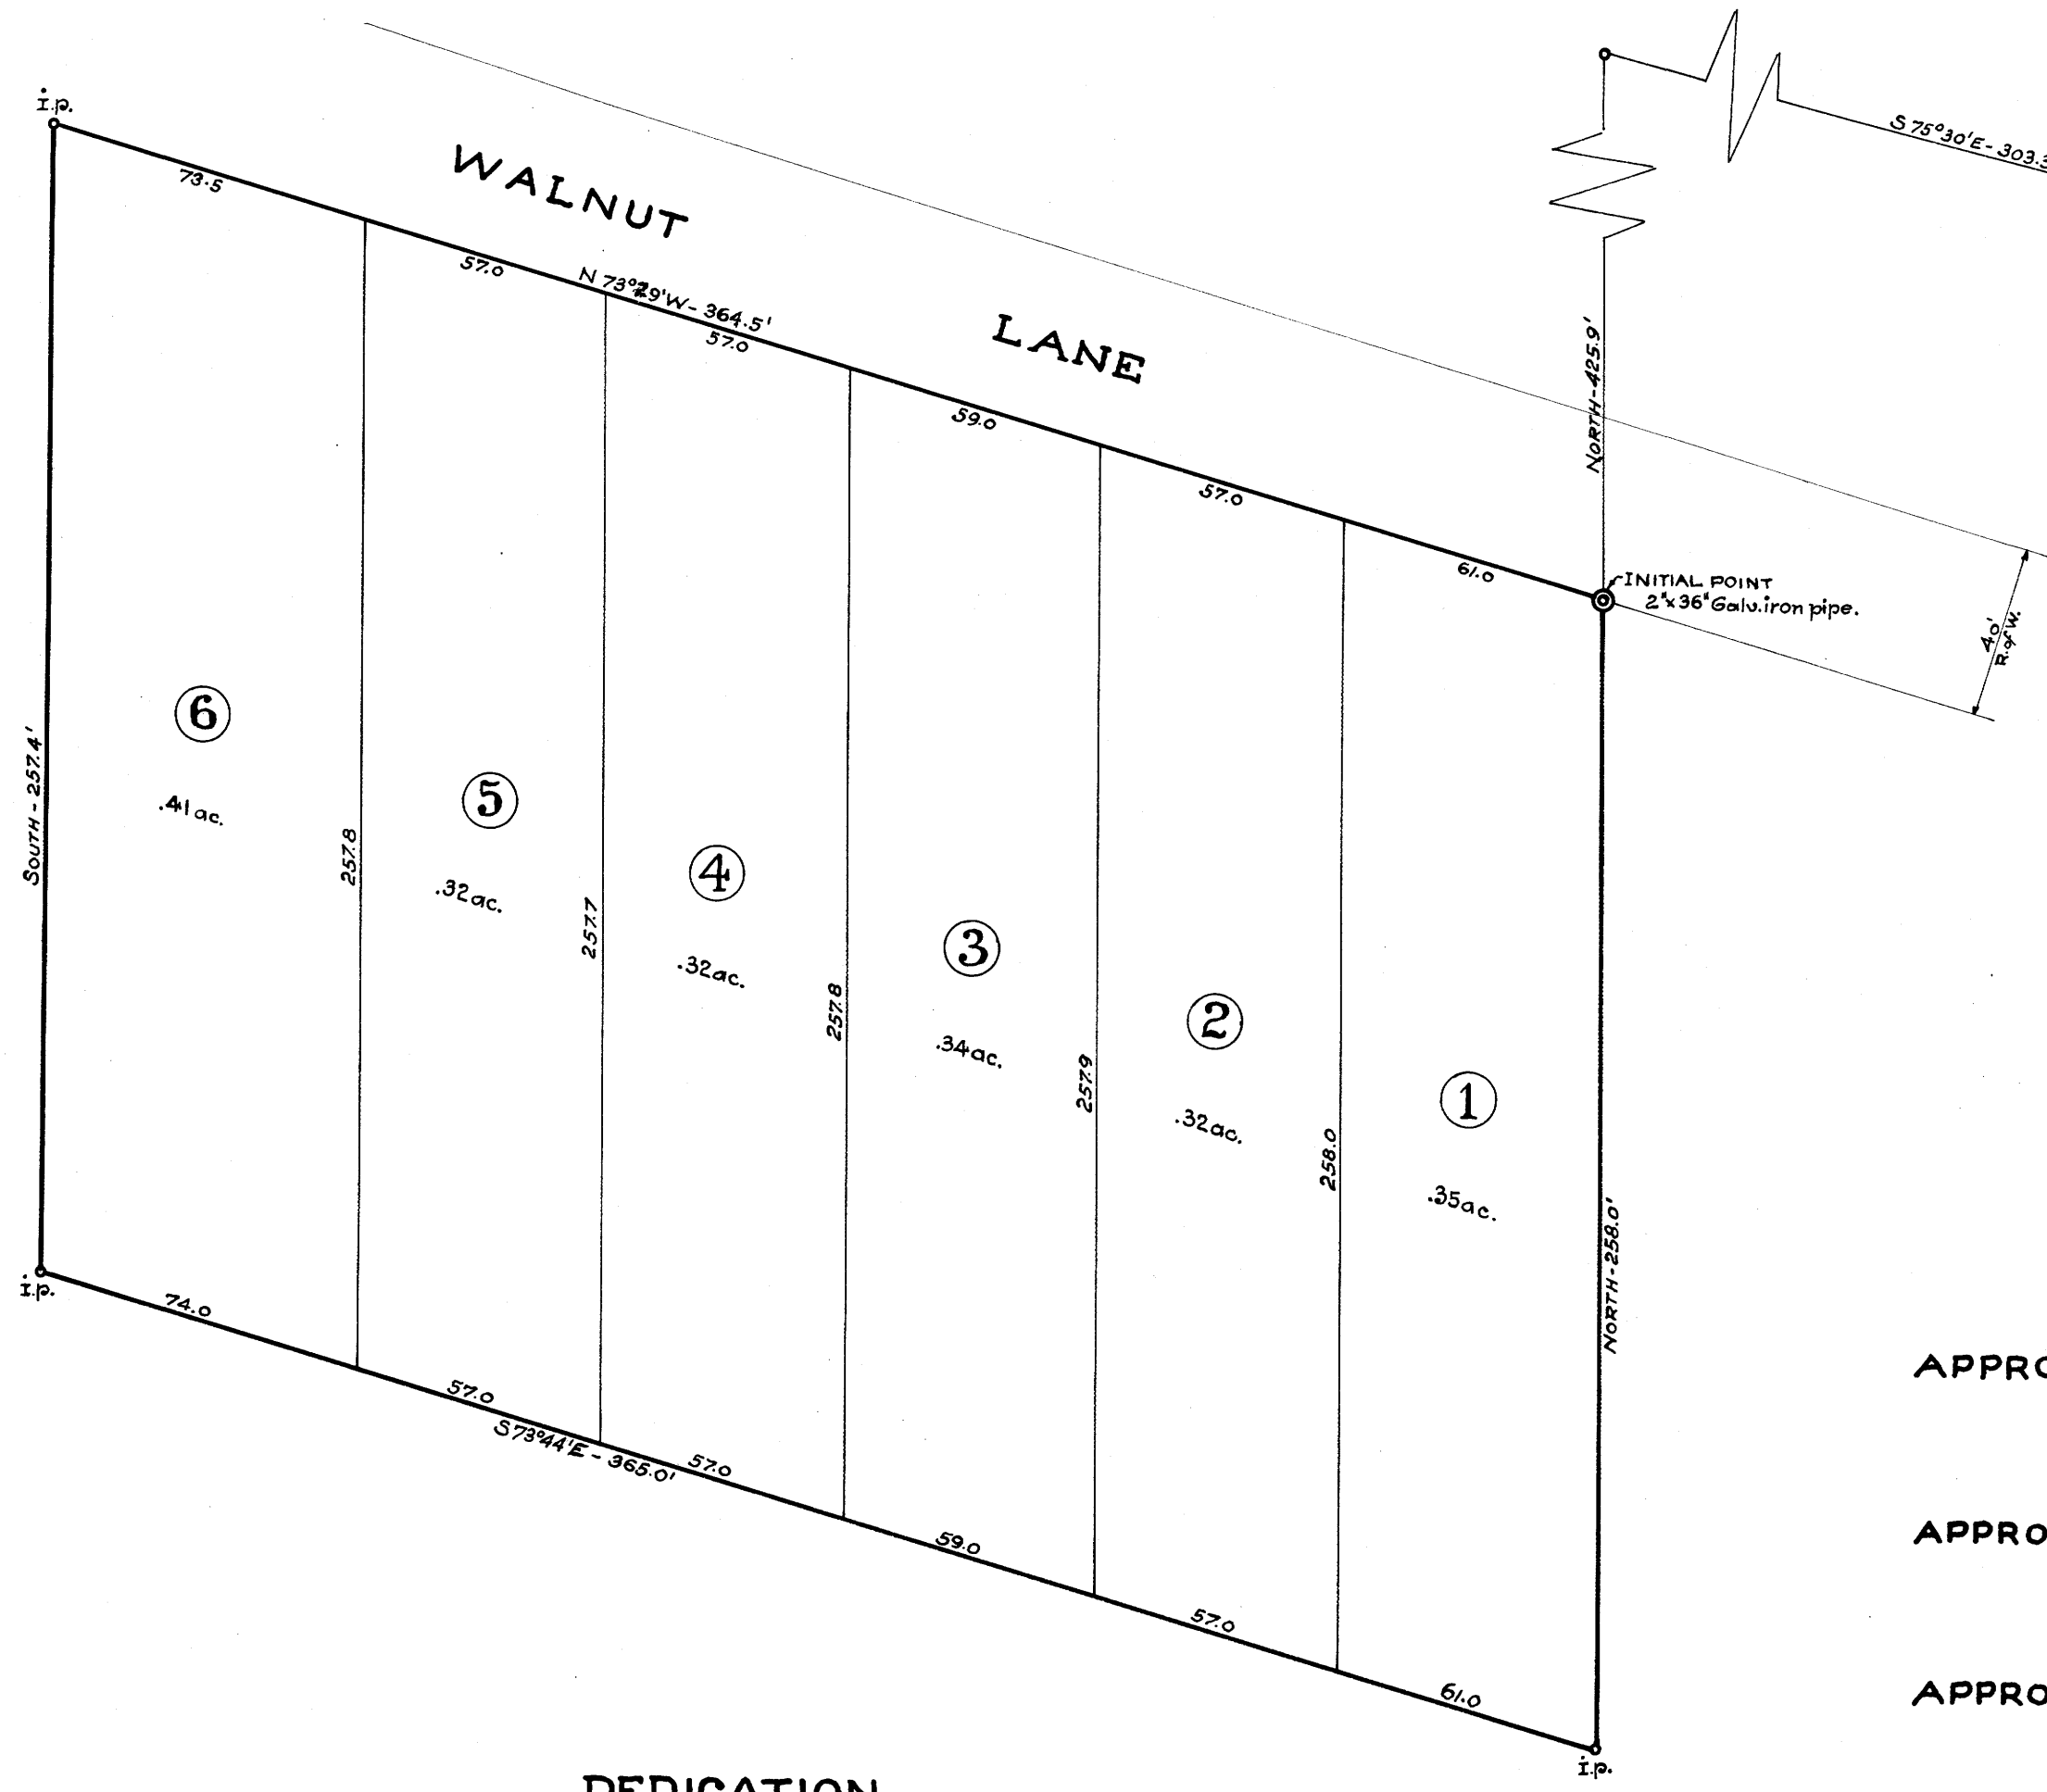 S 75°30'E - 303.3
i.p.
WALNUT
LANE
73.5
57.0
N 73°29'W - 364.5'
57.0
59.0
57.0
61.0
NORTH - 425.9'
INITIAL POINT
2"x36" Galv. iron pipe.
40'
R. of W.
SOUTH - 257.4'
6
.41 ac.
257.8
5
.32 ac.
257.7
4
.32 ac.
257.8
3
.34 ac.
257.9
2
.32 ac.
258.0
1
.35 ac.
NORTH - 258.0'
i.p.
74.0
57.0
S 73°44'E - 365.0'
57.0
59.0
57.0
61.0
i.p.
APPRO
APPRO
APPRO
DEDICATION